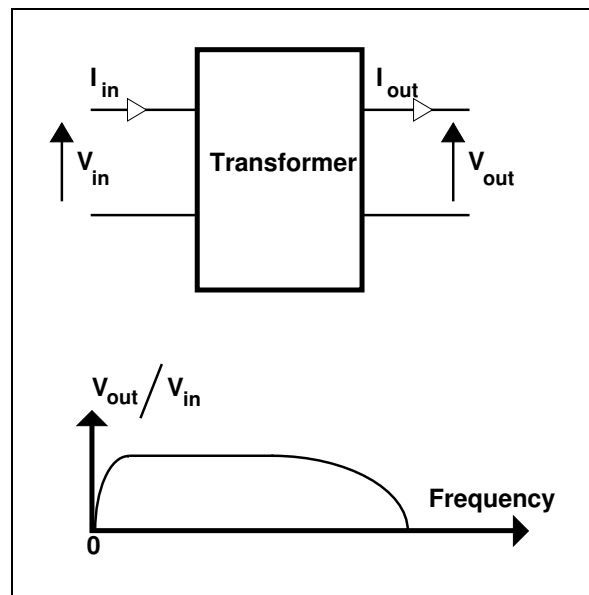 I in I out
Transformer
V in V out
V out / V in
Frequency
0